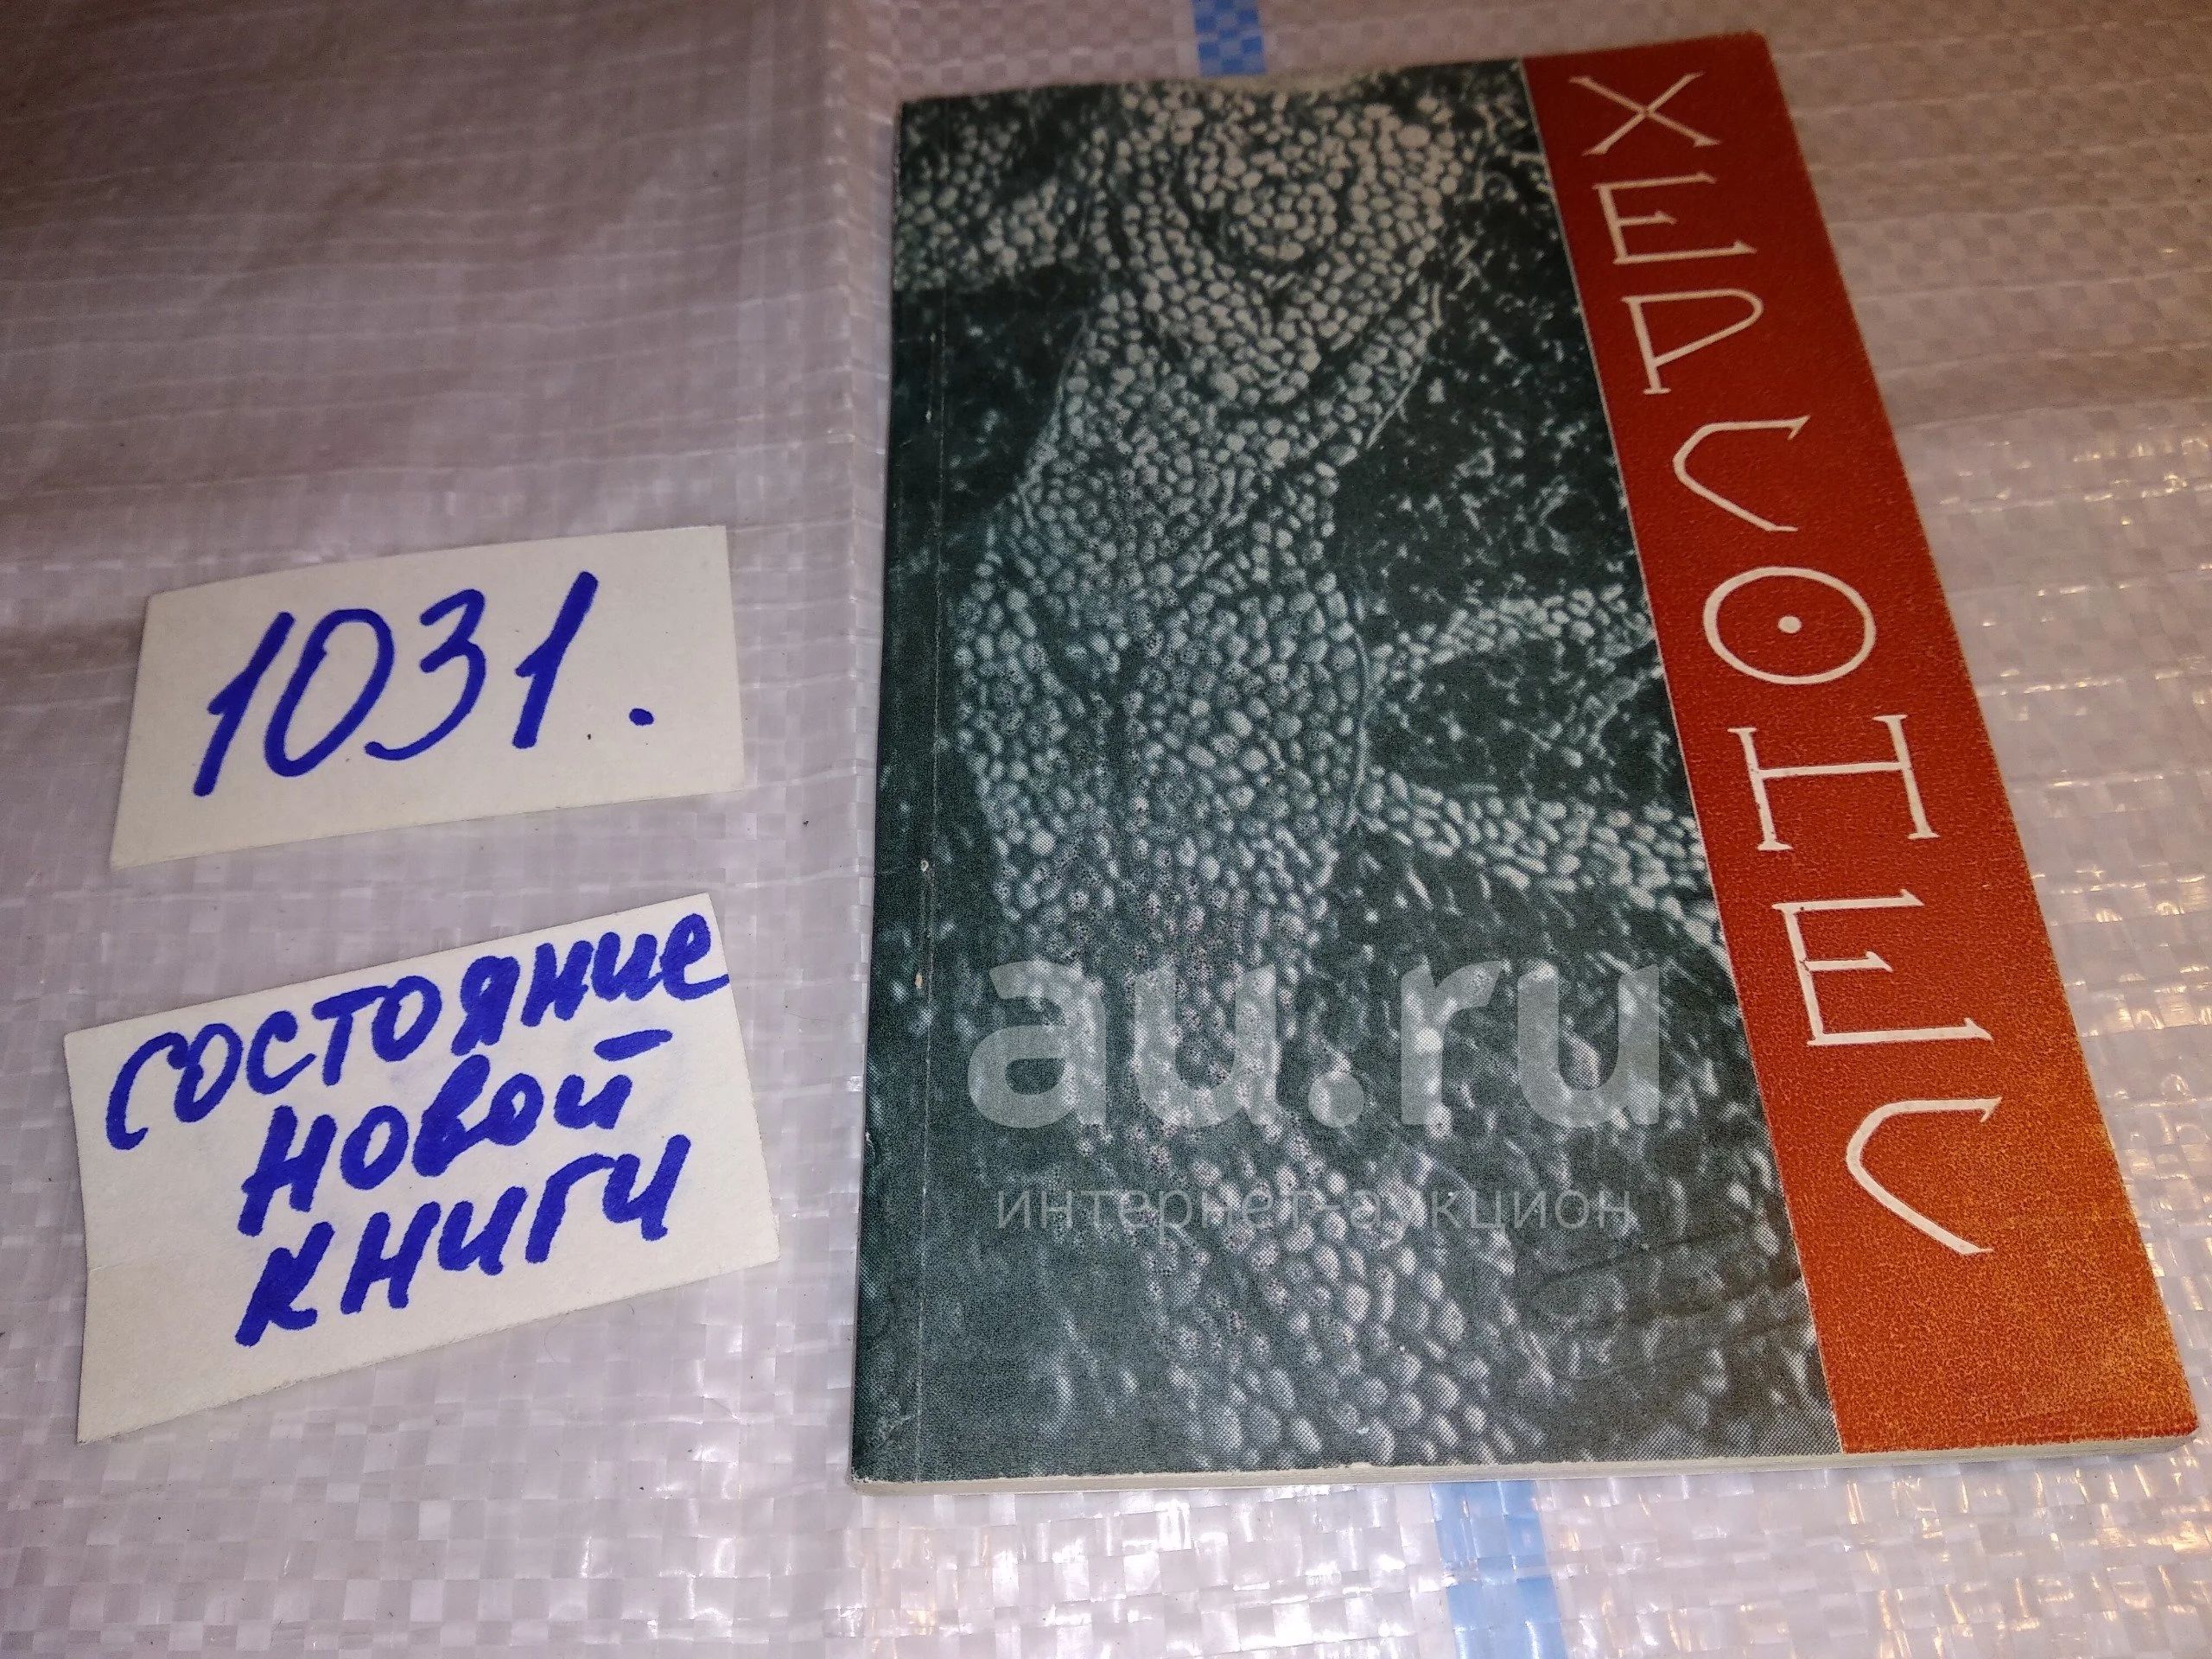 1031.
состояние
новой
книги
ХЕРСОНЕС
au.ru
интернет-аукцион